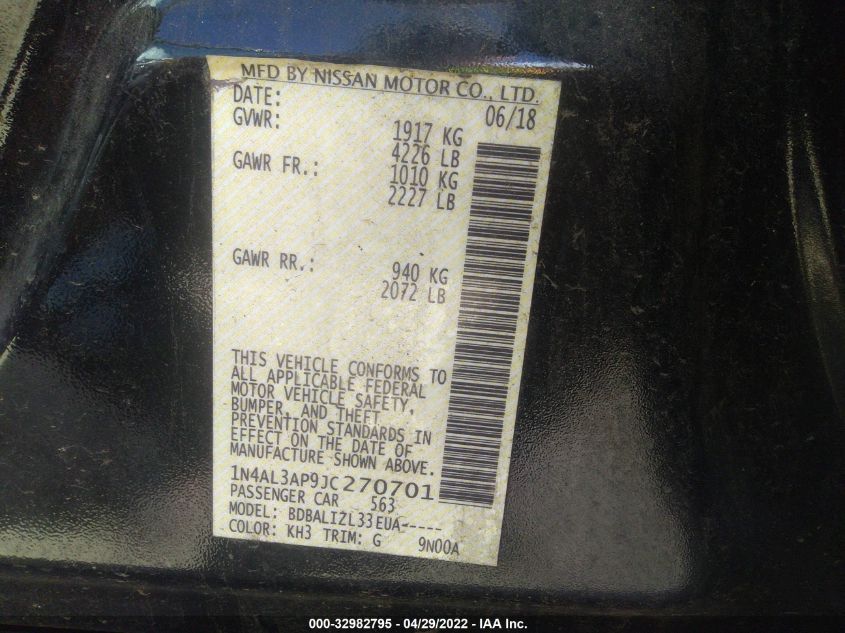 MFD BY NISSAN MOTOR CO., LTD.
DATE: 06/18
GVWR: 1917 KG
4226 LB
GAWR FR.: 1010 KG
2227 LB
GAWR RR.: 940 KG
2072 LB
THIS VEHICLE CONFORMS TO
ALL APPLICABLE FEDERAL
MOTOR VEHICLE SAFETY,
BUMPER, AND THEFT
PREVENTION STANDARDS IN
EFFECT ON THE DATE OF
MANUFACTURE SHOWN ABOVE.
1N4AL3AP9JC270701
PASSENGER CAR 563
MODEL: BDBALIZL33EUA-----
COLOR: KH3 TRIM: G 9N00A
000-32982795 - 04/29/2022 - IAA Inc.